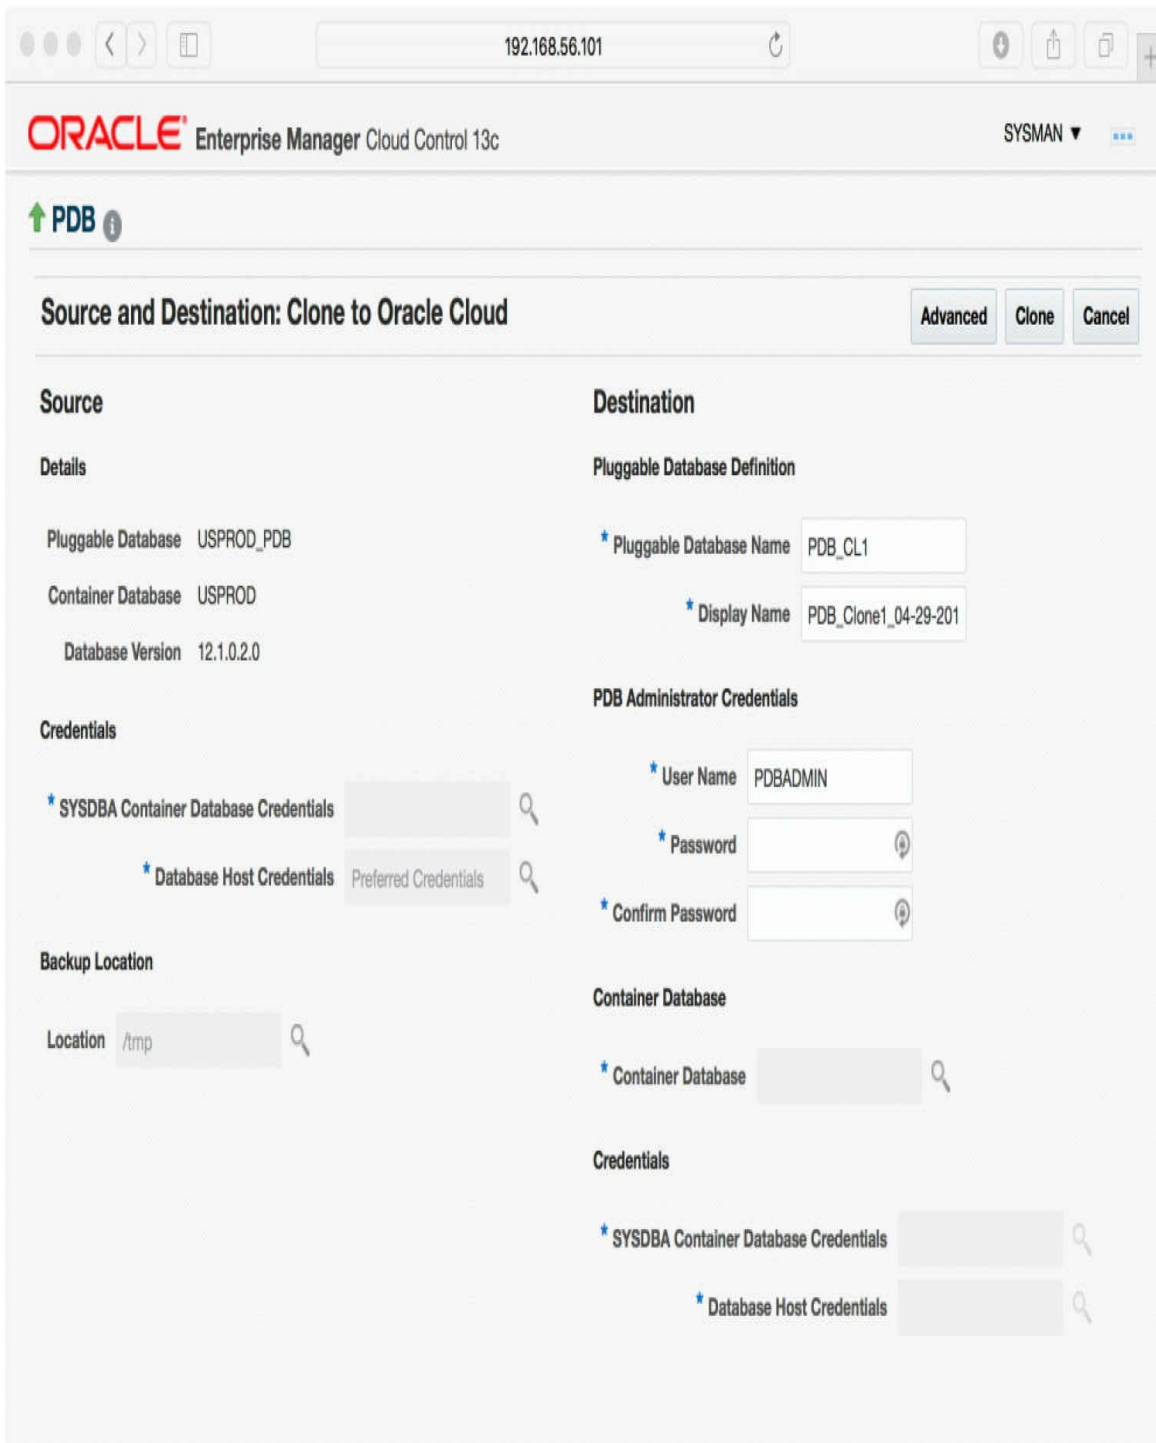 192.168.56.101
ORACLE Enterprise Manager Cloud Control 13c
SYSMAN ▼
PDB
Source and Destination: Clone to Oracle Cloud
Advanced
Clone
Cancel
Source
Details
Pluggable Database USPROD_PDB
Container Database USPROD
Database Version 12.1.0.2.0
Credentials
* SYSDBA Container Database Credentials
* Database Host Credentials Preferred Credentials
Backup Location
Location /tmp
Destination
Pluggable Database Definition
* Pluggable Database Name PDB_CL1
* Display Name PDB_Clone1_04-29-201
PDB Administrator Credentials
* User Name PDBADMIN
* Password
* Confirm Password
Container Database
* Container Database
Credentials
* SYSDBA Container Database Credentials
* Database Host Credentials